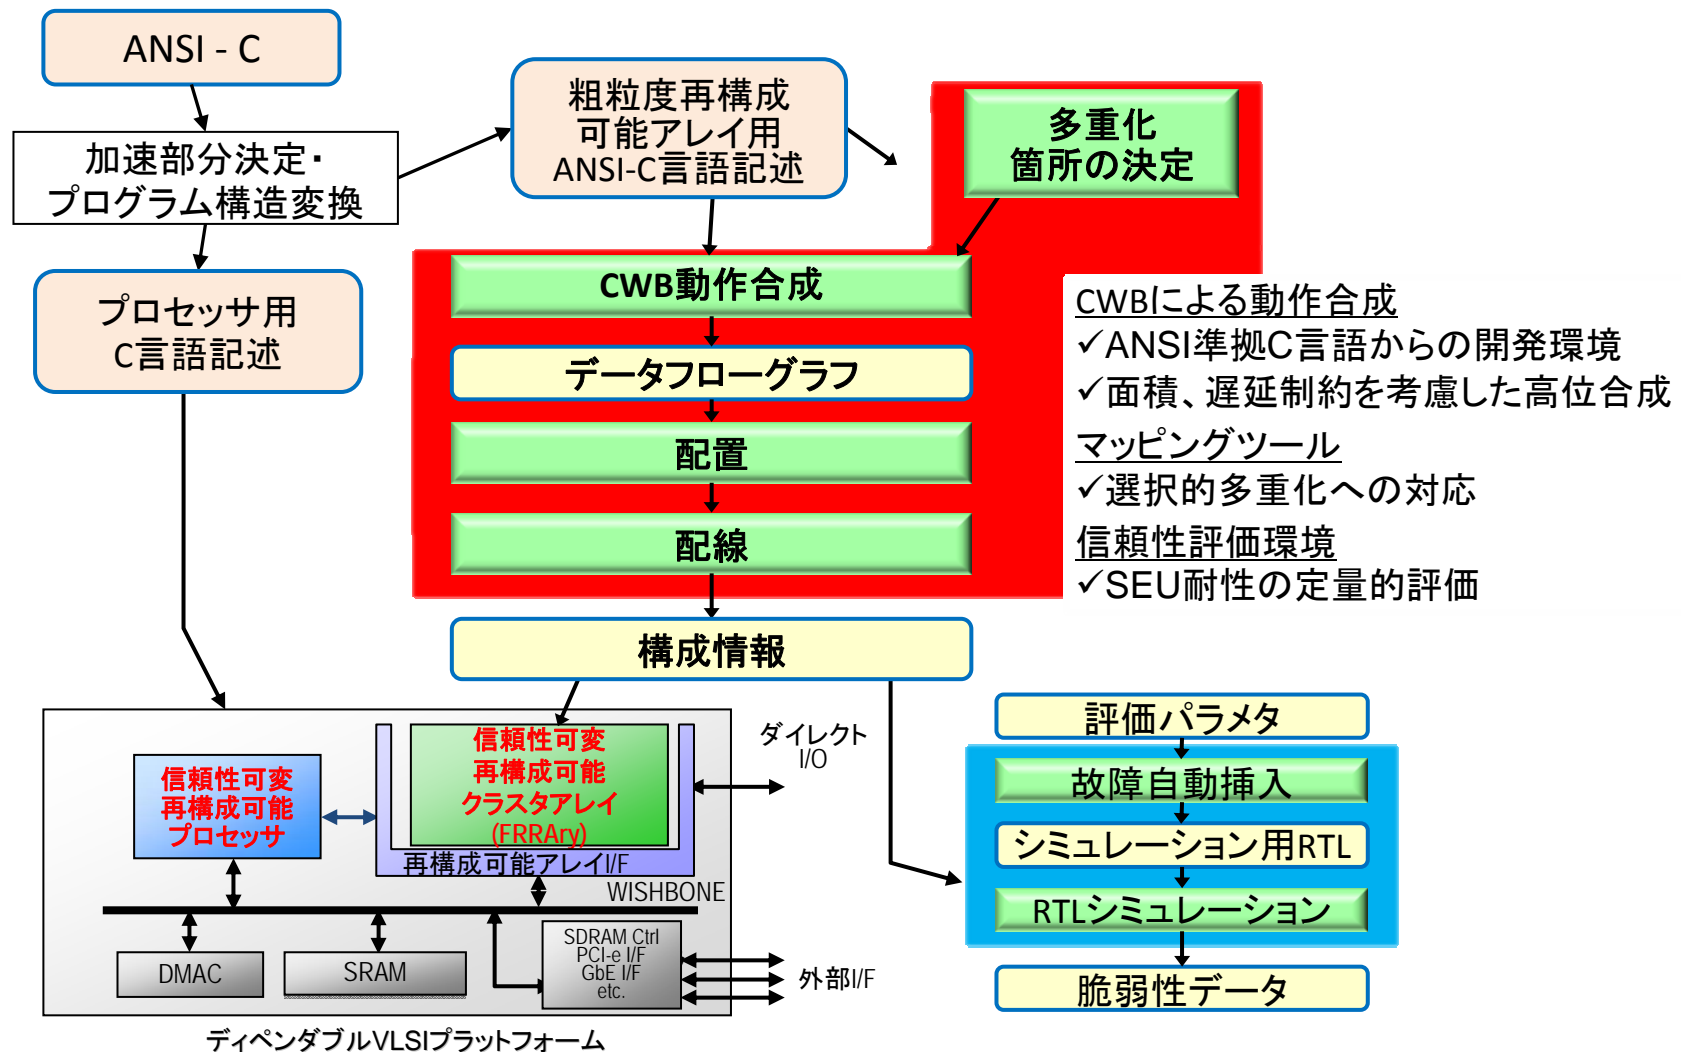 ANSI - C
加速部分決定・
プログラム構造変換
プロセッサ用
C言語記述
粗粒度再構成
可能アレイ用
ANSI-C言語記述
多重化
箇所の決定
CWB動作合成
データフローグラフ
配置
配線
構成情報
CWBによる動作合成
✓ANSI準拠C言語からの開発環境
✓面積、遅延制約を考慮した高位合成
マッピングツール
✓選択的多重化への対応
信頼性評価環境
✓SEU耐性の定量的評価
信頼性可変
再構成可能
プロセッサ
信頼性可変
再構成可能
クラスタアレイ
(FRRAry)
再構成可能アレイI/F
ダイレクト
I/O
WISHBONE
DMAC
SRAM
SDRAM Ctrl
PCI-e I/F
GbE I/F
etc.
外部I/F
ディペンダブルVLSIプラットフォーム
評価パラメタ
故障自動挿入
シミュレーション用RTL
RTLシミュレーション
脆弱性データ